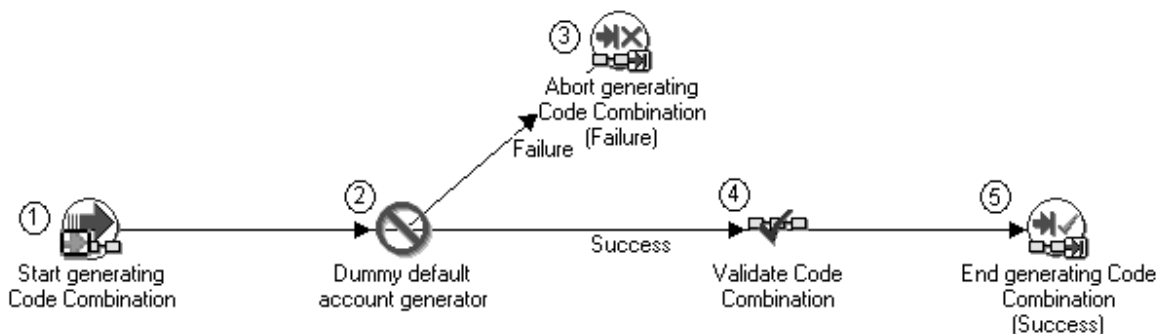 3
Abort generating
Code Combination
(Failure)
Failure
1
2
4
5
Success
Start generating
Code Combination
Dummy default
account generator
Validate Code
Combination
End generating Code
Combination
(Success)